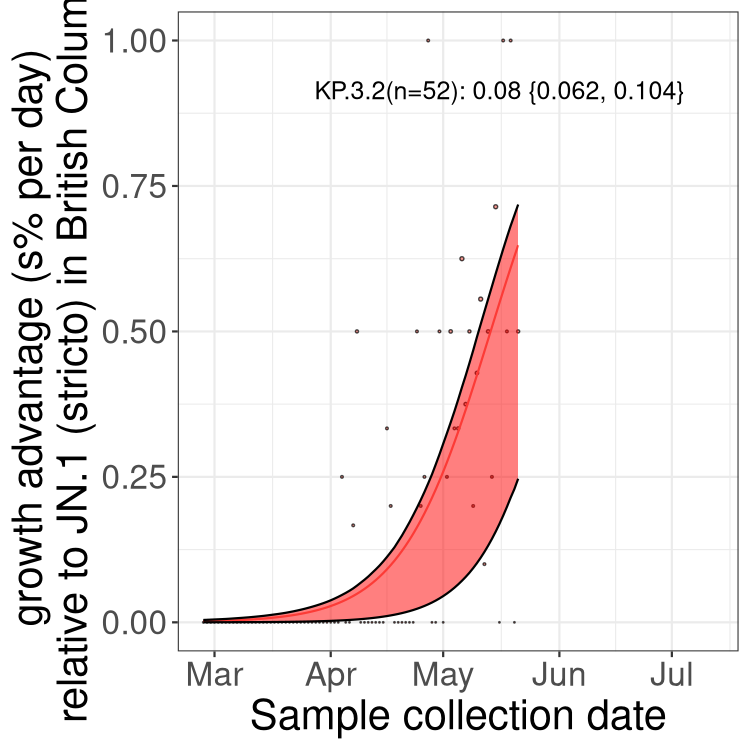 growth advantage (s% per day)
relative to JN.1 (stricto) in British Colum
1.00
0.75
0.50
0.25
0.00
KP.3.2(n=52): 0.08 {0.062, 0.104}
Mar Apr May Jun Jul
Sample collection date